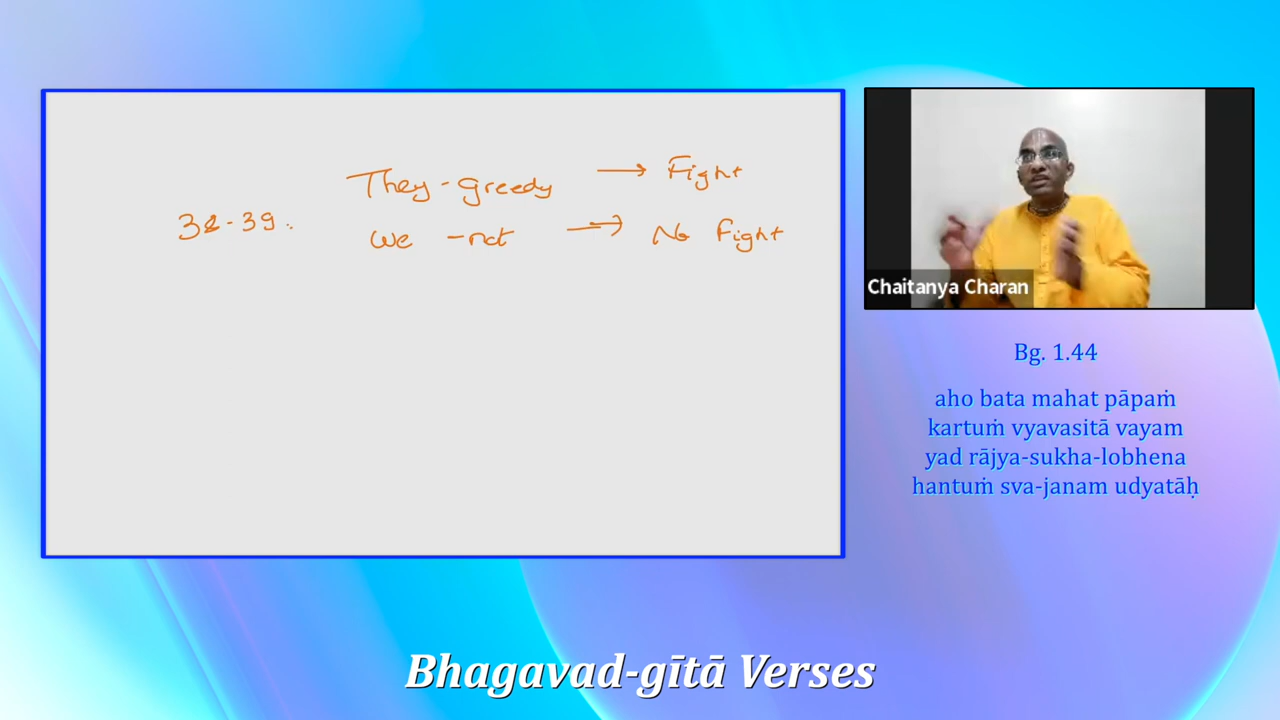 They - greedy → Fight
38-39.
We - not → No Fight
Chaitanya Charan
Bg. 1.44
aho bata mahat pāpaṁ
kartuṁ vyavasitā vayam
yad rājya-sukha-lobhena
hantuṁ sva-janam udyatāḥ
Bhagavad-gītā Verses